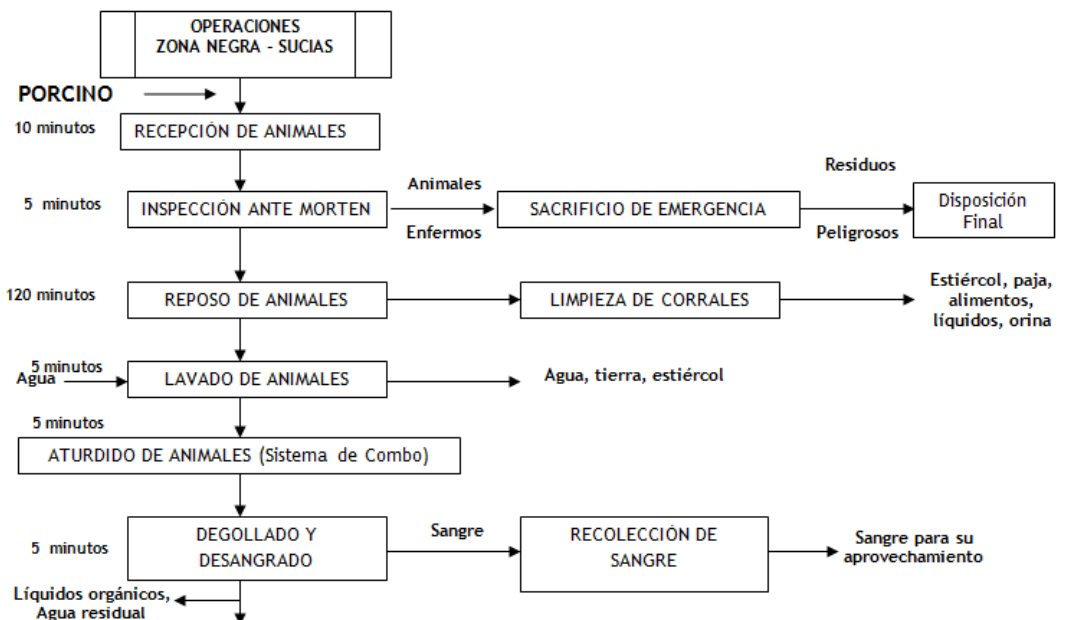 OPERACIONES
ZONA NEGRA - SUCIAS
PORCINO
10 minutos
RECEPCIÓN DE ANIMALES
5 minutos
INSPECCIÓN ANTE MORTEN
Animales
Enfermos
SACRIFICIO DE EMERGENCIA
Residuos
Peligrosos
Disposición
Final
120 minutos
REPOSO DE ANIMALES
LIMPIEZA DE CORRALES
Estiércol, paja,
alimentos,
líquidos, orina
5 minutos
Agua
LAVADO DE ANIMALES
Agua, tierra, estiércol
5 minutos
ATURDIDO DE ANIMALES (Sistema de Combo)
5 minutos
DEGOLLADO Y
DESANGRADO
Sangre
RECOLECCIÓN DE
SANGRE
Sangre para su
aprovechamiento
Líquidos orgánicos,
Agua residual